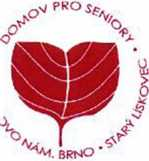 DOMOV PRO SENIORY •
OVO NÁM. BRNO • STARÝ LÍSKOVEC